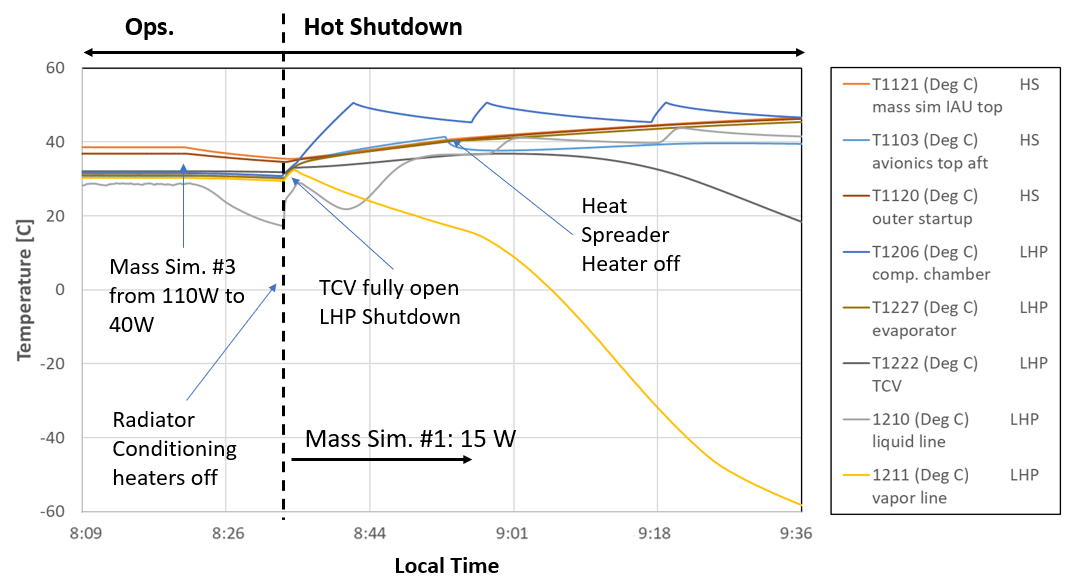 Ops.
Hot Shutdown
60
40
20
0
-20
-40
-60
Temperature [C]
8:09
8:26
8:44
9:01
9:18
9:36
Local Time
Mass Sim. #3
from 110W to
40W
Radiator
Conditioning
heaters off
TCV fully open
LHP Shutdown
Heat
Spreader
Heater off
Mass Sim. #1: 15 W
T1121 (Deg C) HS
mass sim IAU top
T1103 (Deg C) HS
avionics top aft
T1120 (Deg C) HS
outer startup
T1206 (Deg C) LHP
comp. chamber
T1227 (Deg C) LHP
evaporator
T1222 (Deg C) LHP
TCV
1210 (Deg C) LHP
liquid line
1211 (Deg C) LHP
vapor line